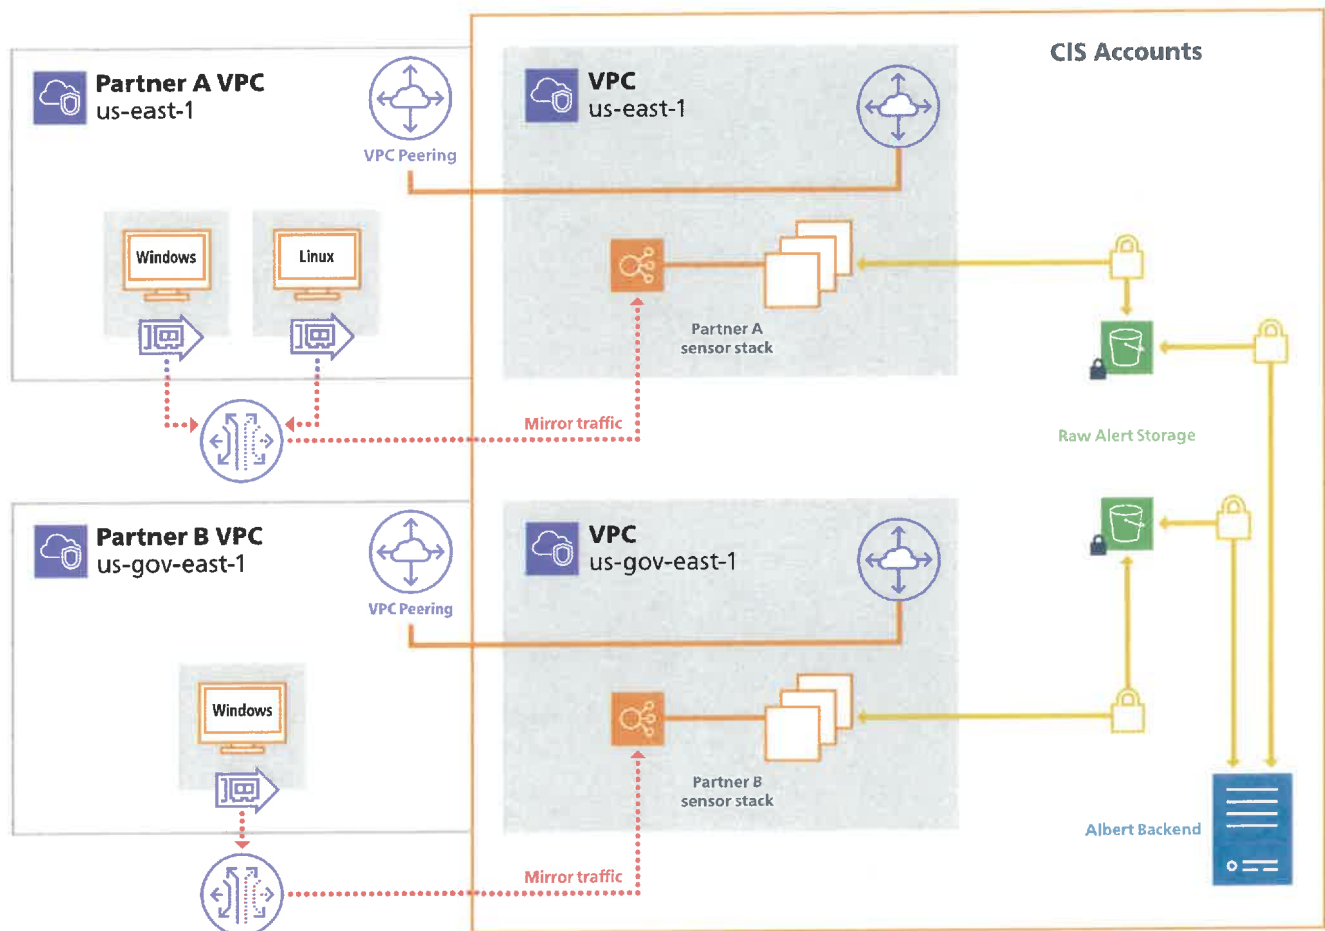 CIS Accounts
Partner A VPC
us-east-1
VPC Peering
VPC
us-east-1
Windows
Linux
Partner A
sensor stack
Mirror traffic
Raw Alert Storage
Partner B VPC
us-gov-east-1
VPC Peering
VPC
us-gov-east-1
Windows
Partner B
sensor stack
Mirror traffic
Albert Backend